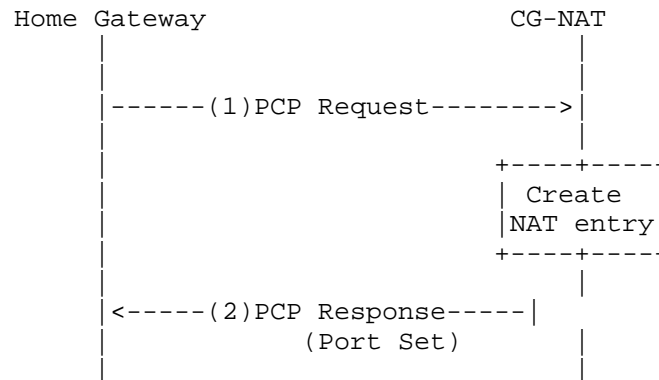 Home Gateway CG-NAT
(1)PCP Request
Create
NAT entry
(2)PCP Response
(Port Set)